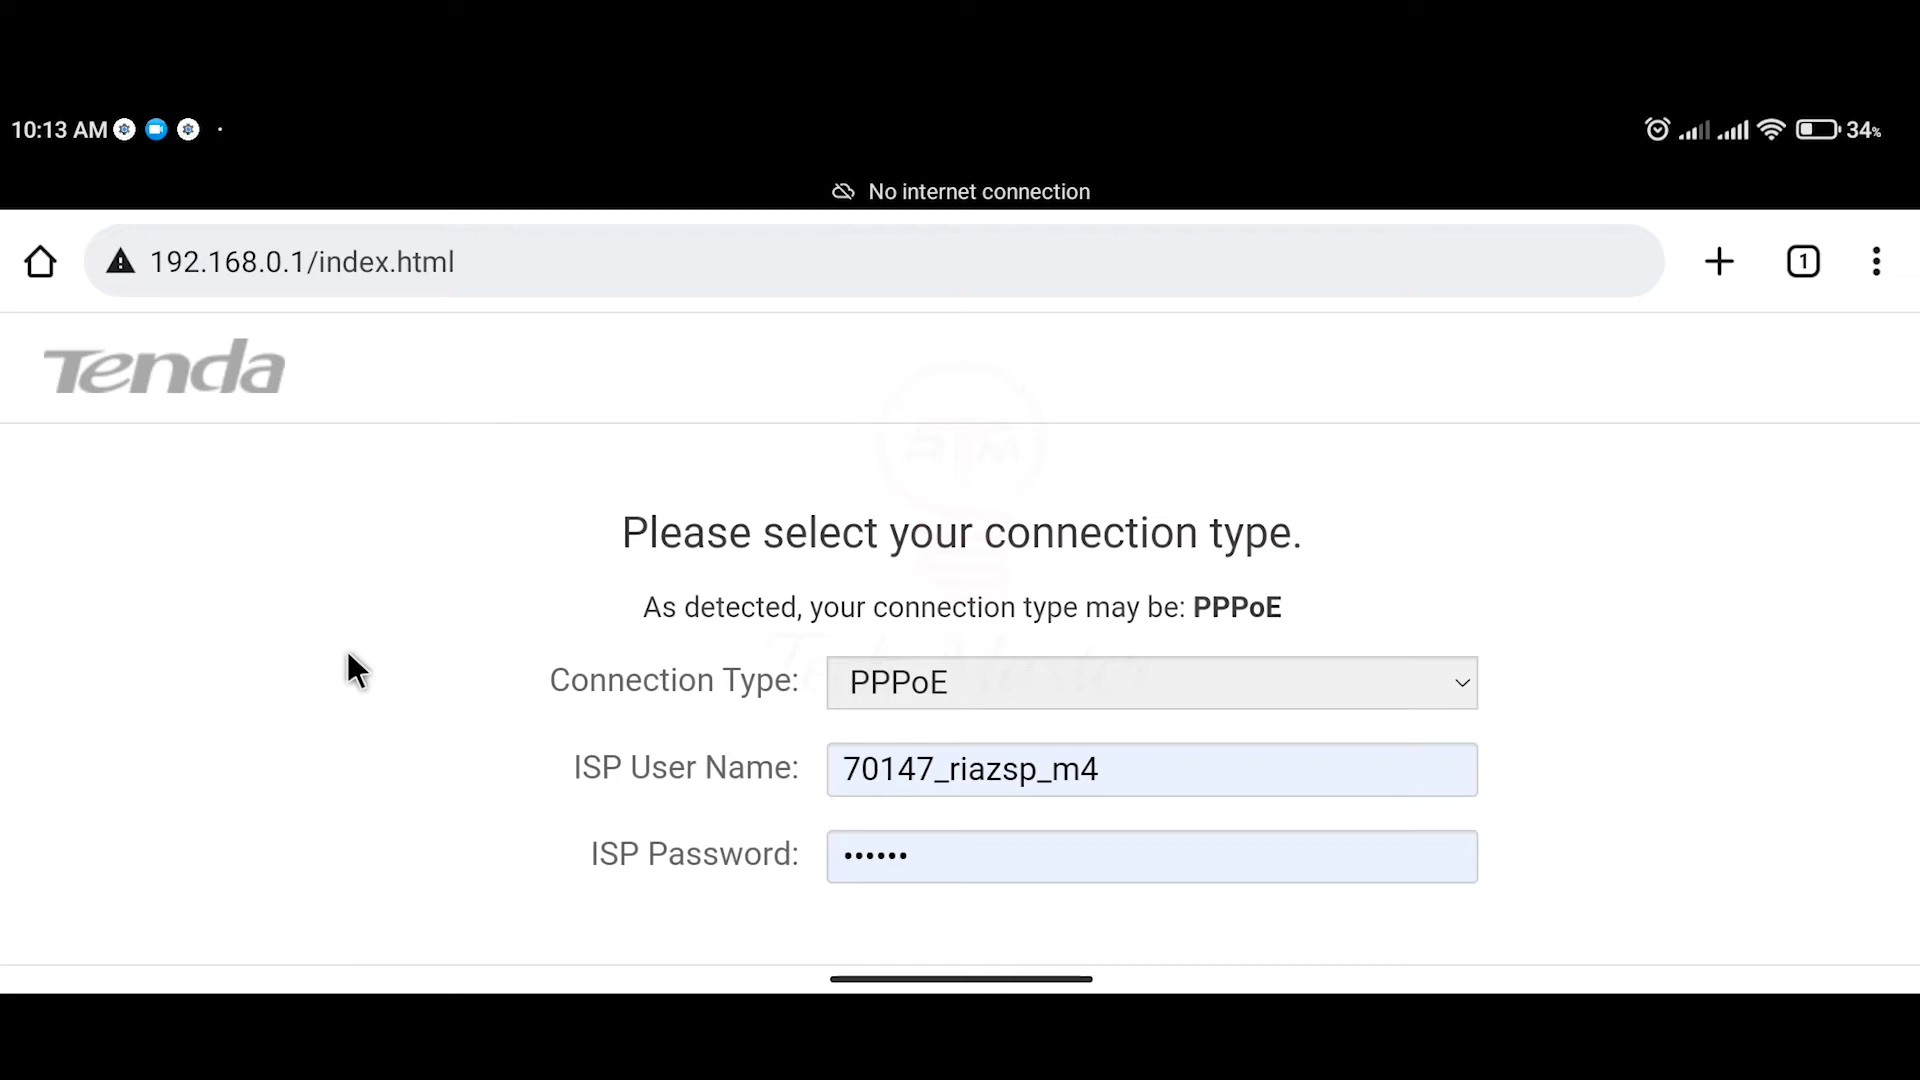 10:13 AM
34%
No internet connection
192.168.0.1/index.html
1
Tenda
Please select your connection type.
As detected, your connection type may be: PPPoE
Connection Type: PPPoE
ISP User Name: 70147_riazsp_m4
ISP Password: ••••••